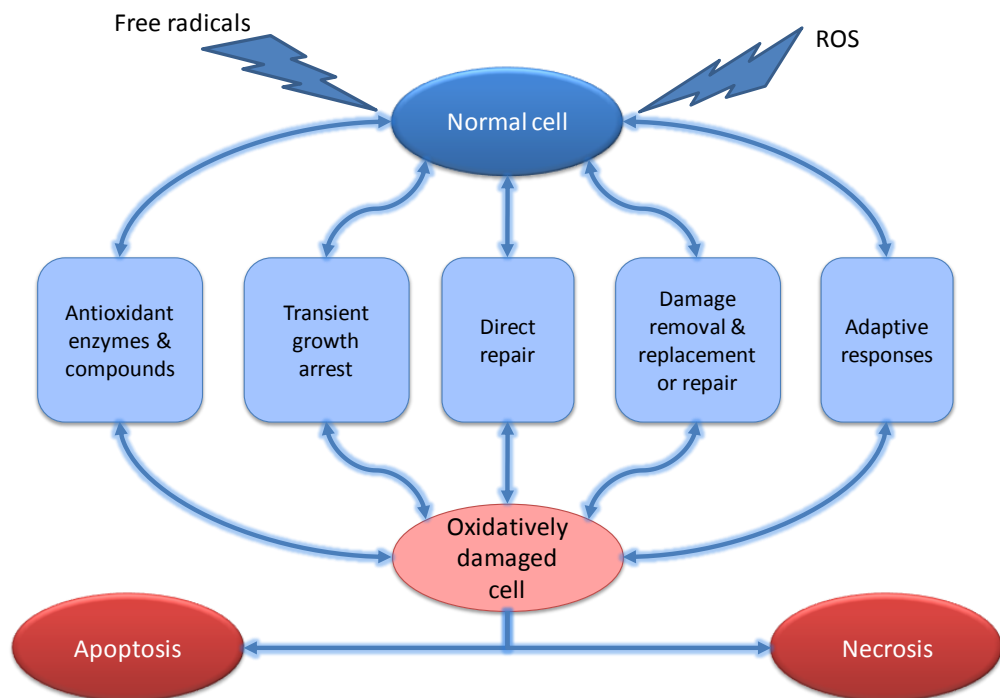 Free radicals
ROS
Normal cell
Antioxidant
enzymes &
compounds
Transient
growth
arrest
Direct
repair
Damage
removal &
replacement
or repair
Adaptive
responses
Oxidatively
damaged
cell
Apoptosis
Necrosis